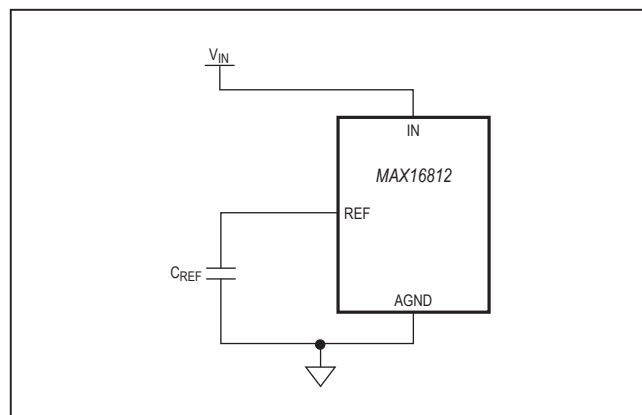 VIN
IN
MAX16812
REF
CREF
AGND